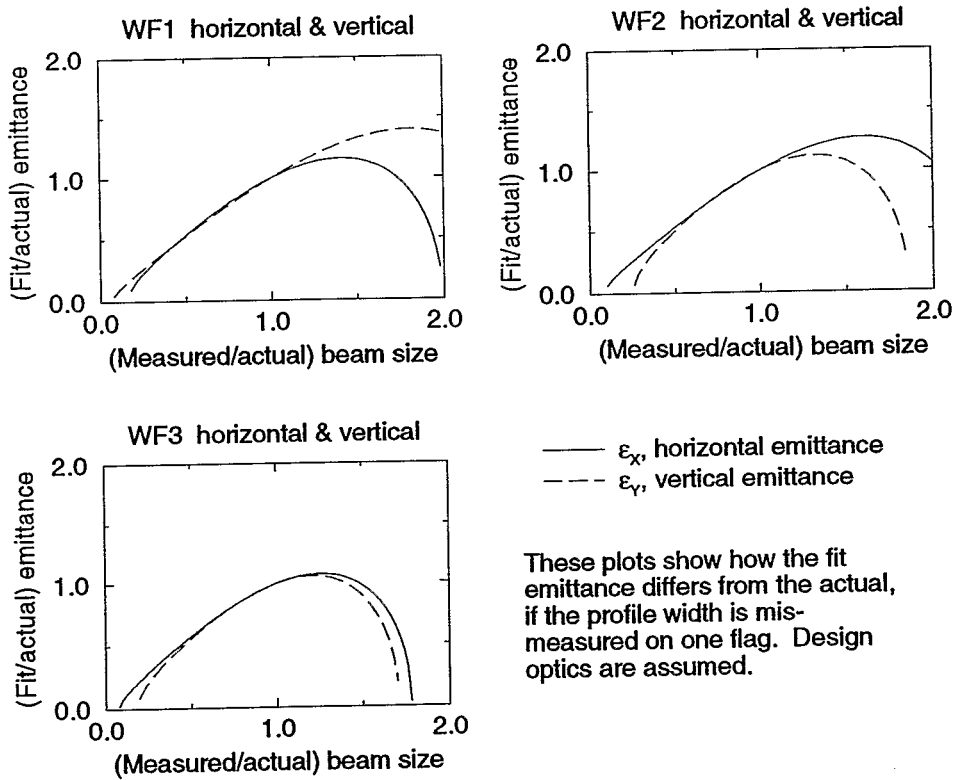 WF1 horizontal & vertical
2.0
1.0
0.0
(Fit/actual) emittance
0.0 1.0 2.0
(Measured/actual) beam size
WF2 horizontal & vertical
2.0
1.0
0.0
(Fit/actual) emittance
0.0 1.0 2.0
(Measured/actual) beam size
WF3 horizontal & vertical
2.0
1.0
0.0
(Fit/actual) emittance
0.0 1.0 2.0
(Measured/actual) beam size
εX, horizontal emittance
εY, vertical emittance
These plots show how the fit
emittance differs from the actual,
if the profile width is mis-
measured on one flag. Design
optics are assumed.